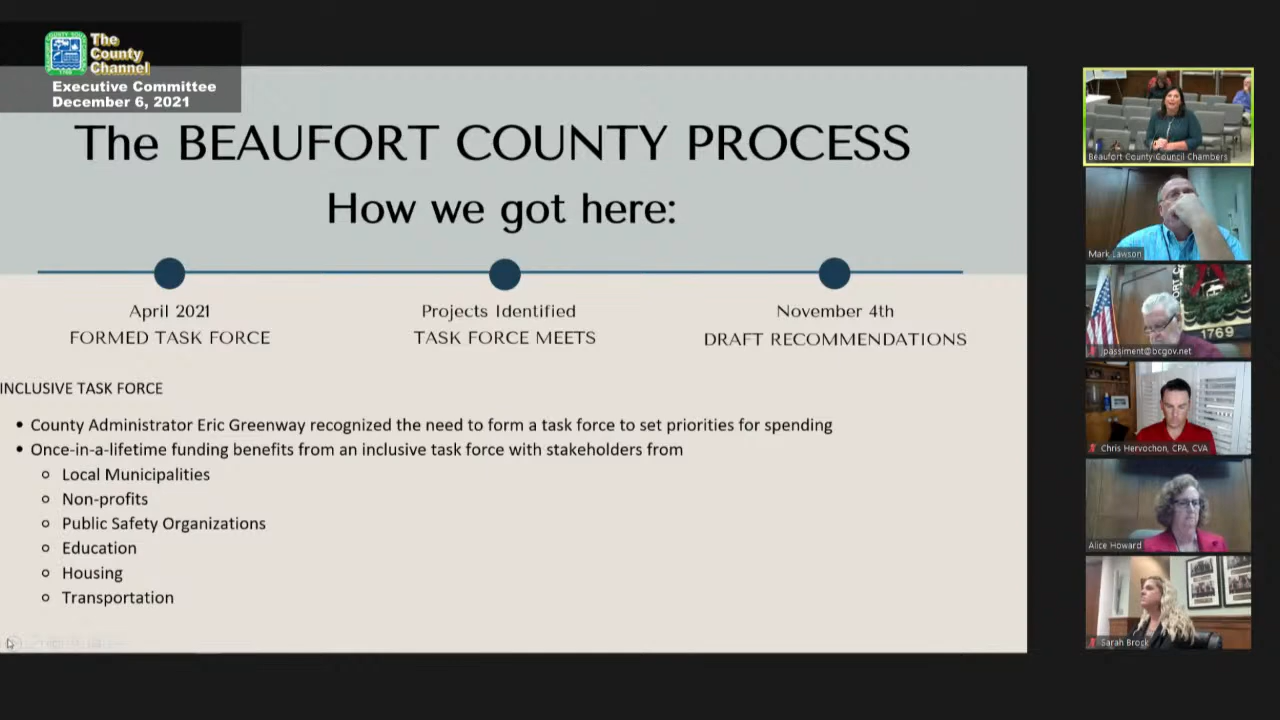 The
County
Channel
Executive Committee
December 6, 2021
The BEAUFORT COUNTY PROCESS
How we got here:
April 2021
FORMED TASK FORCE
Projects Identified
TASK FORCE MEETS
November 4th
DRAFT RECOMMENDATIONS
INCLUSIVE TASK FORCE
• County Administrator Eric Greenway recognized the need to form a task force to set priorities for spending
• Once-in-a-lifetime funding benefits from an inclusive task force with stakeholders from
o Local Municipalities
o Non-profits
o Public Safety Organizations
o Education
o Housing
o Transportation
Beaufort County Council Chambers
Mark Lawson
1769
passiment@bcgov.net
Chris Hervochon, CPA, CVA
Alice Howard
Sarah Brock